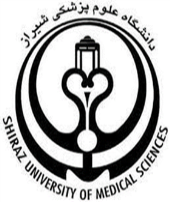 دانشگاه علوم پزشکی شیراز
SHIRAZ UNIVERSITY OF MEDICAL SCIENCES